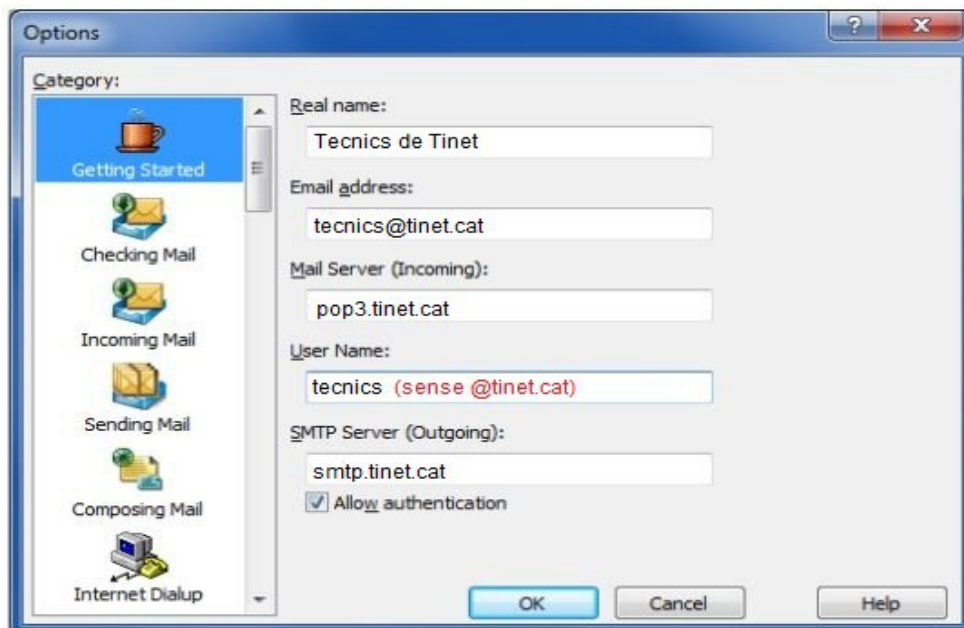 Options
Category:
Getting Started
Checking Mail
Incoming Mail
Sending Mail
Composing Mail
Internet Dialup
Real name:
Tecnics de Tinet
Email address:
tecnics@tinet.cat
Mail Server (Incoming):
pop3.tinet.cat
User Name:
tecnics (sense @tinet.cat)
SMTP Server (Outgoing):
smtp.tinet.cat
Allow authentication
OK
Cancel
Help